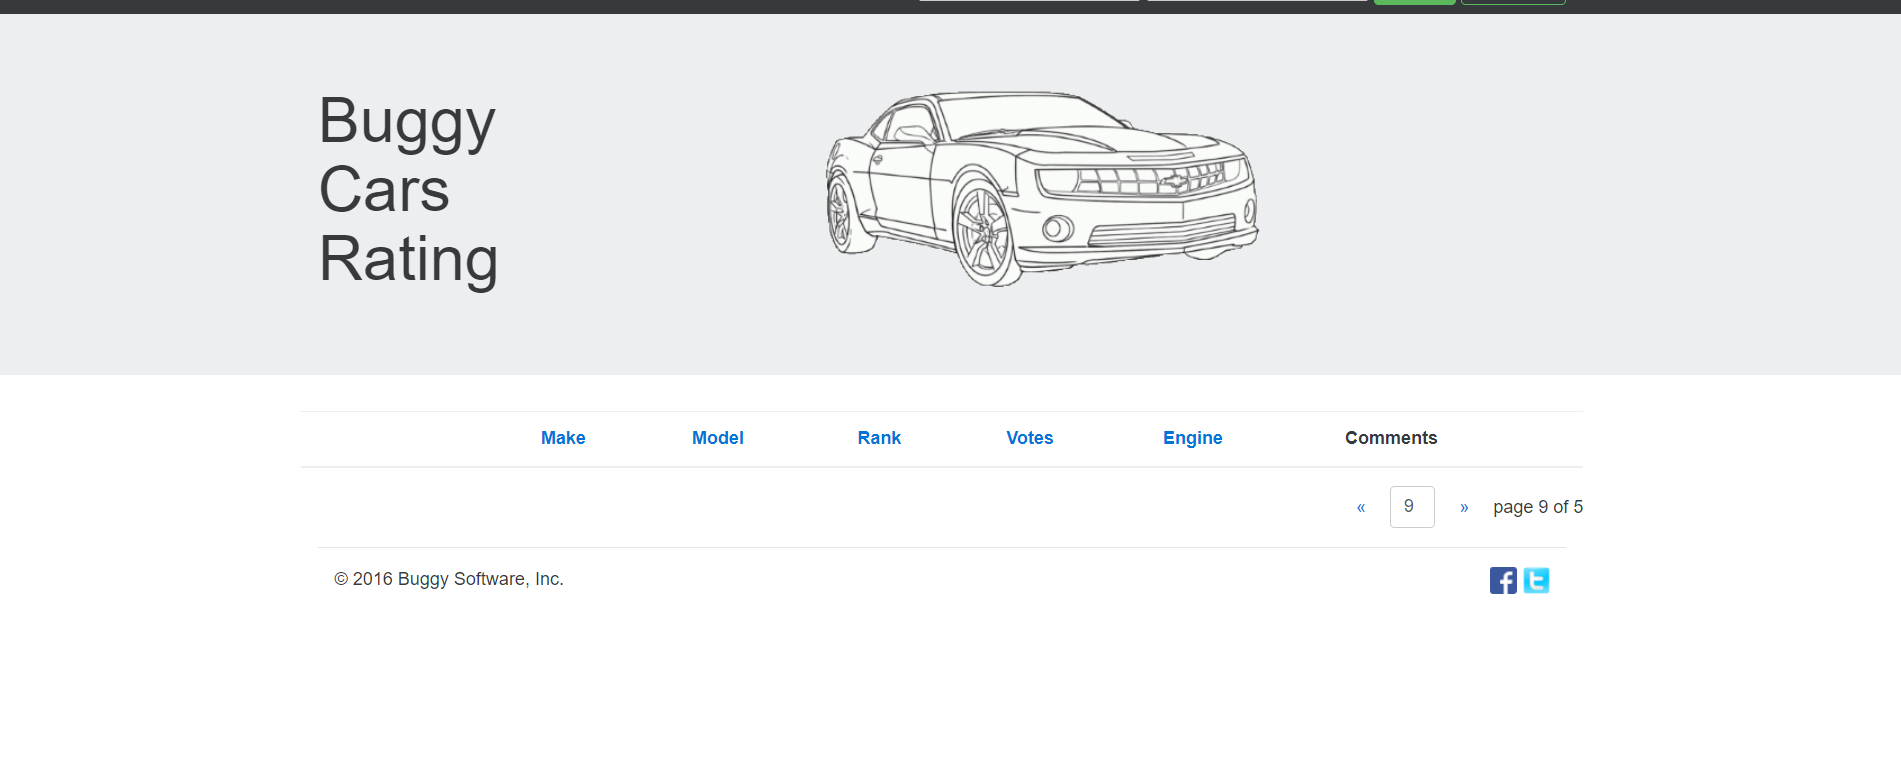 Buggy
Cars
Rating
Make Model Rank Votes Engine Comments
« 9 » page 9 of 5
© 2016 Buggy Software, Inc.
f t